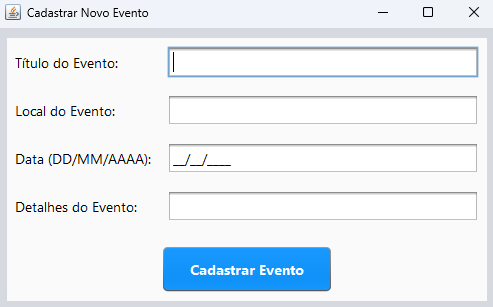 Cadastrar Novo Evento
Título do Evento:
Local do Evento:
Data (DD/MM/AAAA): __/__/____
Detalhes do Evento:
Cadastrar Evento